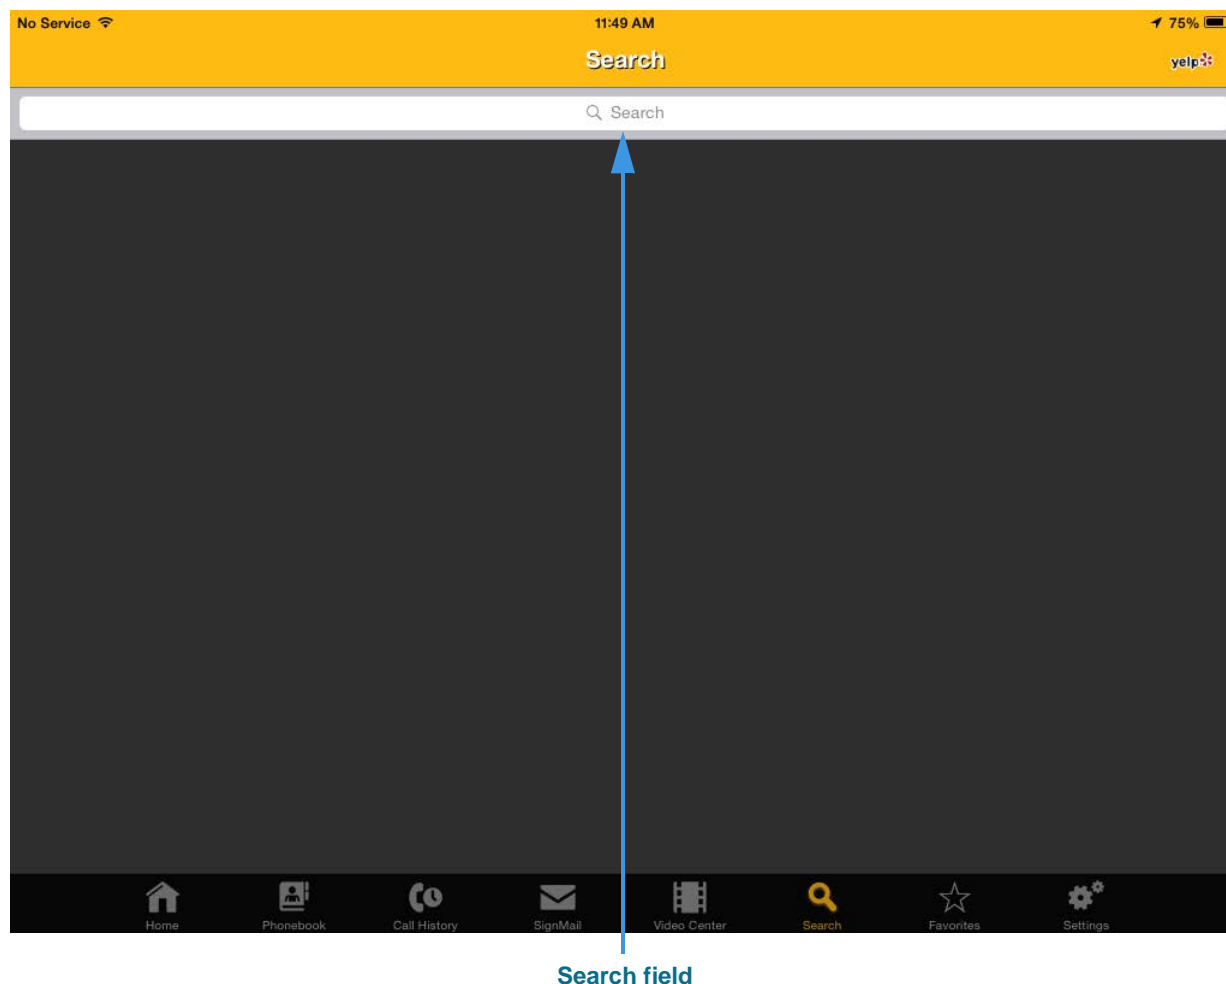 No Service 11:49 AM 75%
Search
yelp
Search
Home Phonebook Call History SignMail Video Center Search Favorites Settings
Search field